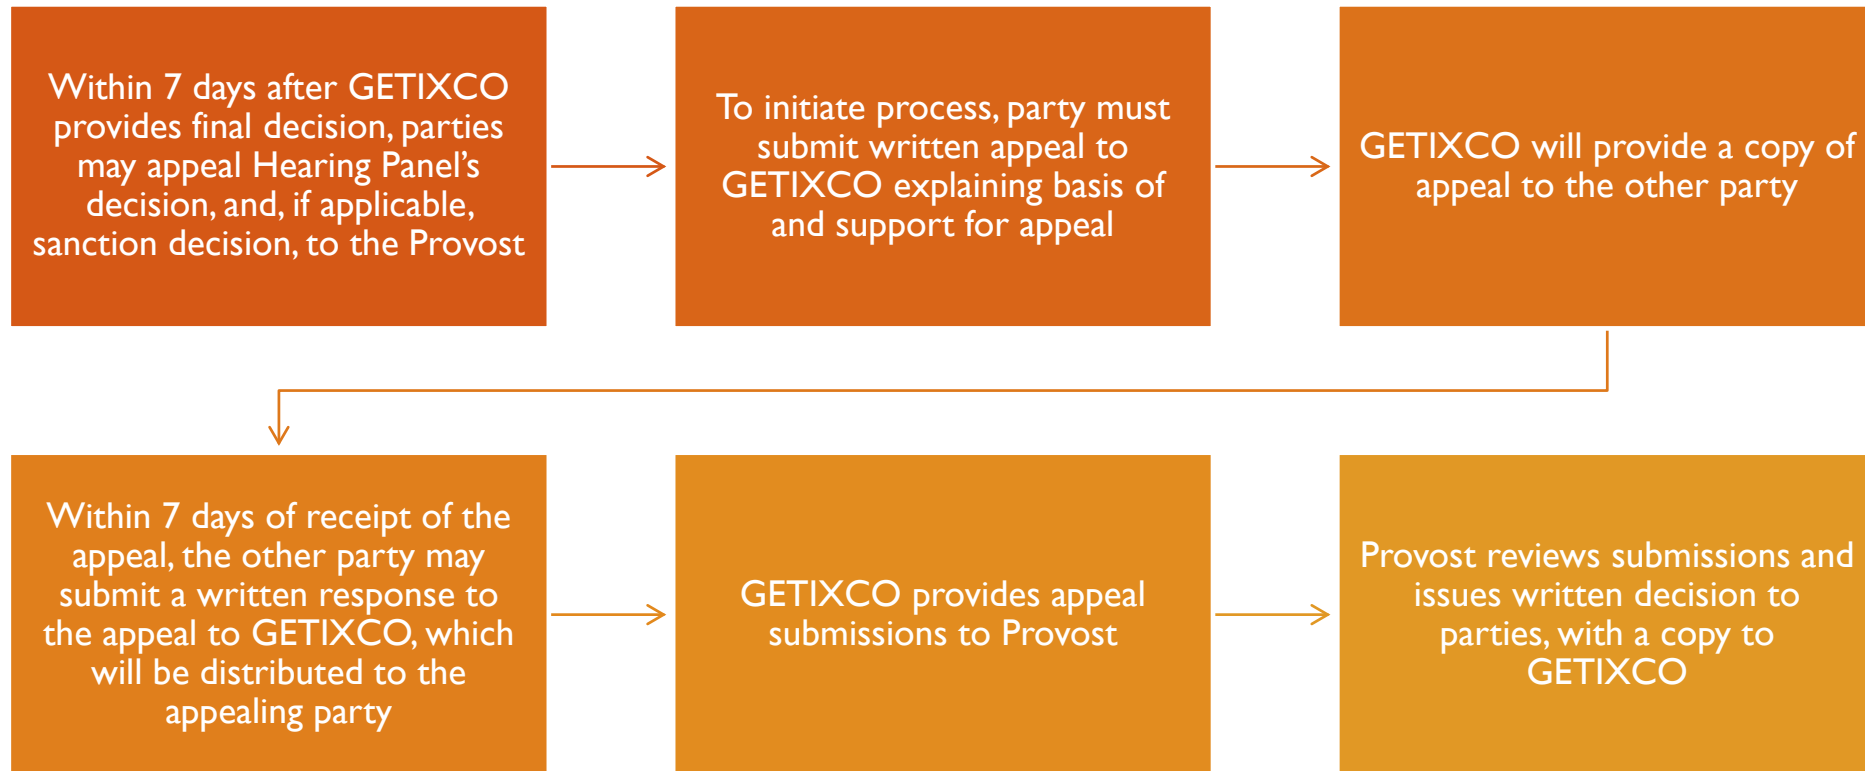 Within 7 days after GETIXCO
provides final decision, parties
may appeal Hearing Panel's
decision, and, if applicable,
sanction decision, to the Provost
To initiate process, party must
submit written appeal to
GETIXCO explaining basis of
and support for appeal
GETIXCO will provide a copy of
appeal to the other party
Within 7 days of receipt of the
appeal, the other party may
submit a written response to
the appeal to GETIXCO, which
will be distributed to the
appealing party
GETIXCO provides appeal
submissions to Provost
Provost reviews submissions and
issues written decision to
parties, with a copy to
GETIXCO